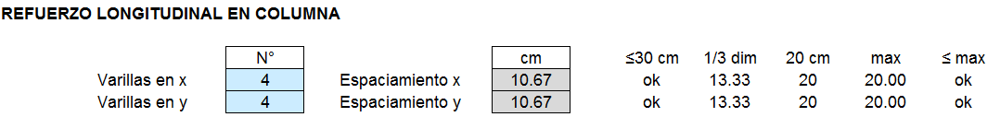 REFUERZO LONGITUDINAL EN COLUMNA
N° cm ≤30 cm 1/3 dim 20 cm max ≤ max
Varillas en x 4 Espaciamiento x 10.67 ok 13.33 20 20.00 ok
Varillas en y 4 Espaciamiento y 10.67 ok 13.33 20 20.00 ok